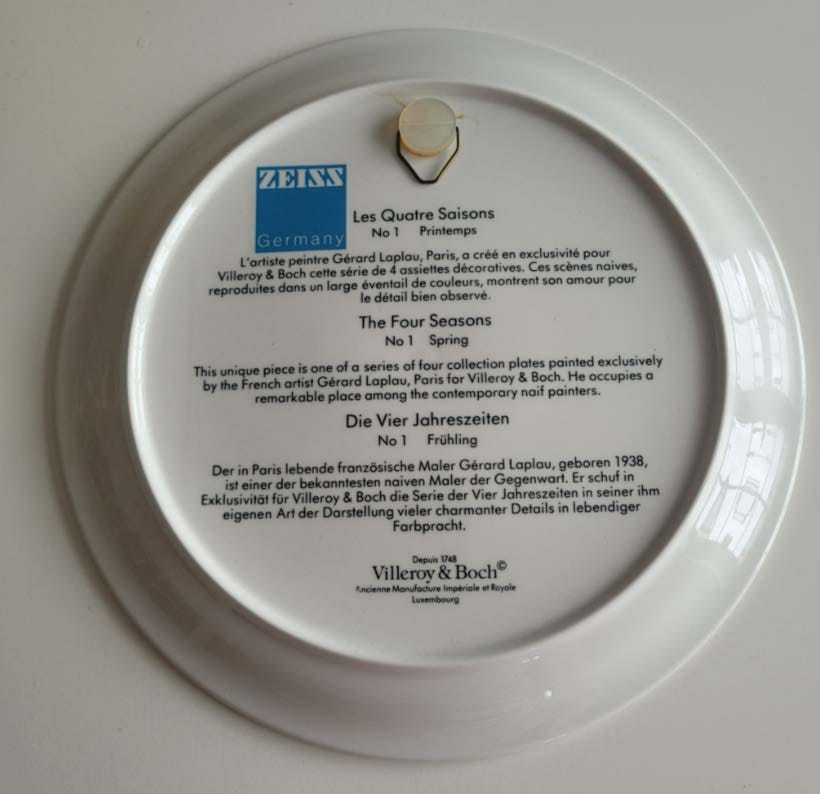 ZEISS
Germany
Les Quatre Saisons
No 1 Printemps
L'artiste peintre Gérard Laplau, Paris, a créé en exclusivité pour
Villeroy & Boch cette série de 4 assiettes décoratives. Ces scènes naives,
reproduites dans un large éventail de couleurs, montrent son amour pour
le détail bien observé.
The Four Seasons
No 1 Spring
This unique piece is one of a series of four collection plates painted exclusively
by the French artist Gérard Laplau, Paris for Villeroy & Boch. He occupies a
remarkable place among the contemporary naif painters.
Die Vier Jahreszeiten
No 1 Frühling
Der in Paris lebende französische Maler Gérard Laplau, geboren 1938,
ist einer der bekanntesten naiven Maler der Gegenwart. Er schuf in
Exklusivität für Villeroy & Boch die Serie der Vier Jahreszeiten in seiner ihm
eigenen Art der Darstellung vieler charmanter Details in lebendiger
Farbpracht.
Depuis 1748
Villeroy & Boch©
Ancienne Manufacture Impériale et Royale
Luxembourg